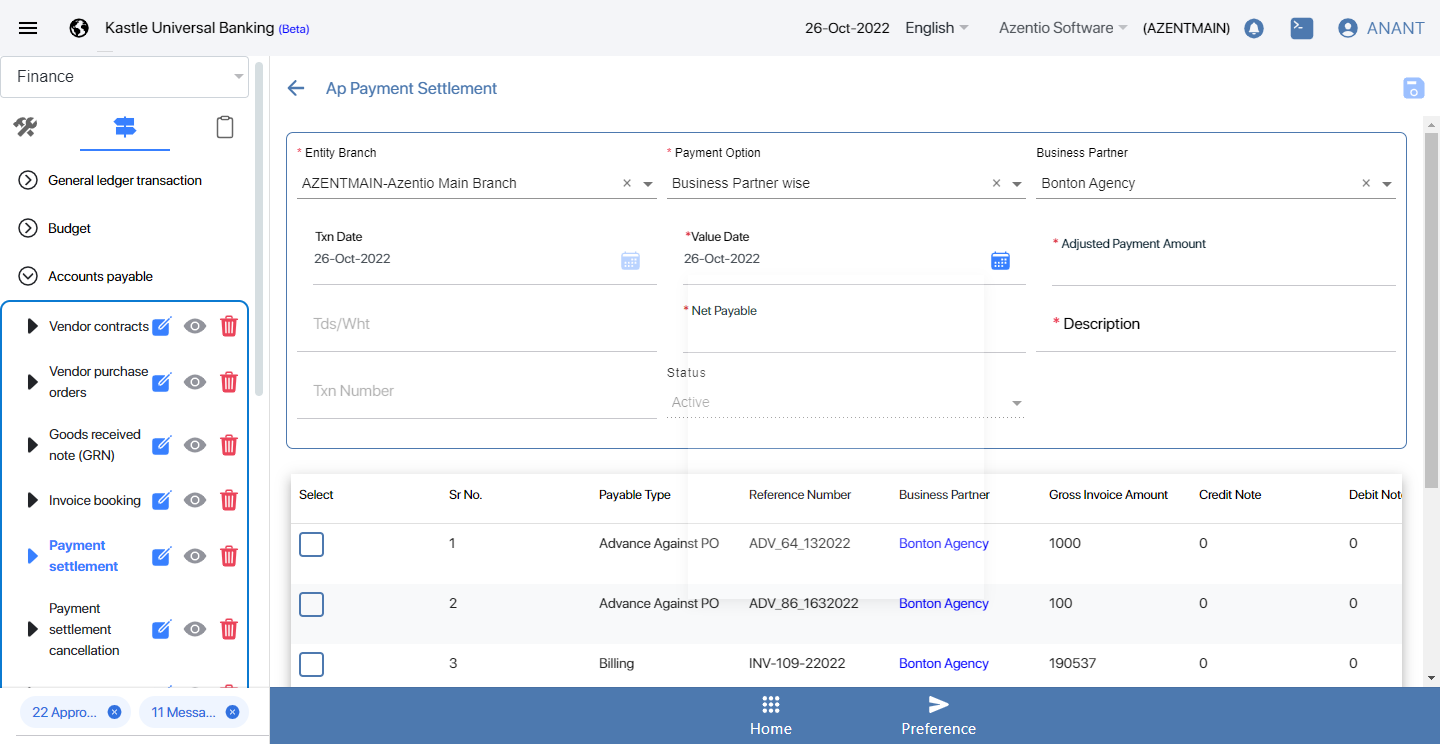 Kastle Universal Banking (Beta)
26-Oct-2022 English Azentio Software (AZENTMAIN) ANANT
Finance
General ledger transaction
Budget
Accounts payable
Vendor contracts
Vendor purchase
orders
Goods received
note (GRN)
Invoice booking
Payment
settlement
Payment
settlement
cancellation
22 Appro...
11 Messa...
Ap Payment Settlement
* Entity Branch
AZENTMAIN-Azentio Main Branch
* Payment Option
Business Partner wise
Business Partner
Bonton Agency
Txn Date
26-Oct-2022
*Value Date
26-Oct-2022
* Adjusted Payment Amount
Tds/Wht
* Net Payable
* Description
Txn Number
Status
Active
Select Sr No. Payable Type Reference Number Business Partner Gross Invoice Amount Credit Note Debit Not
1 Advance Against PO ADV_64_132022 Bonton Agency 1000 0 0
2 Advance Against PO ADV_86_1632022 Bonton Agency 100 0 0
3 Billing INV-109-22022 Bonton Agency 190537 0 0
Home
Preference